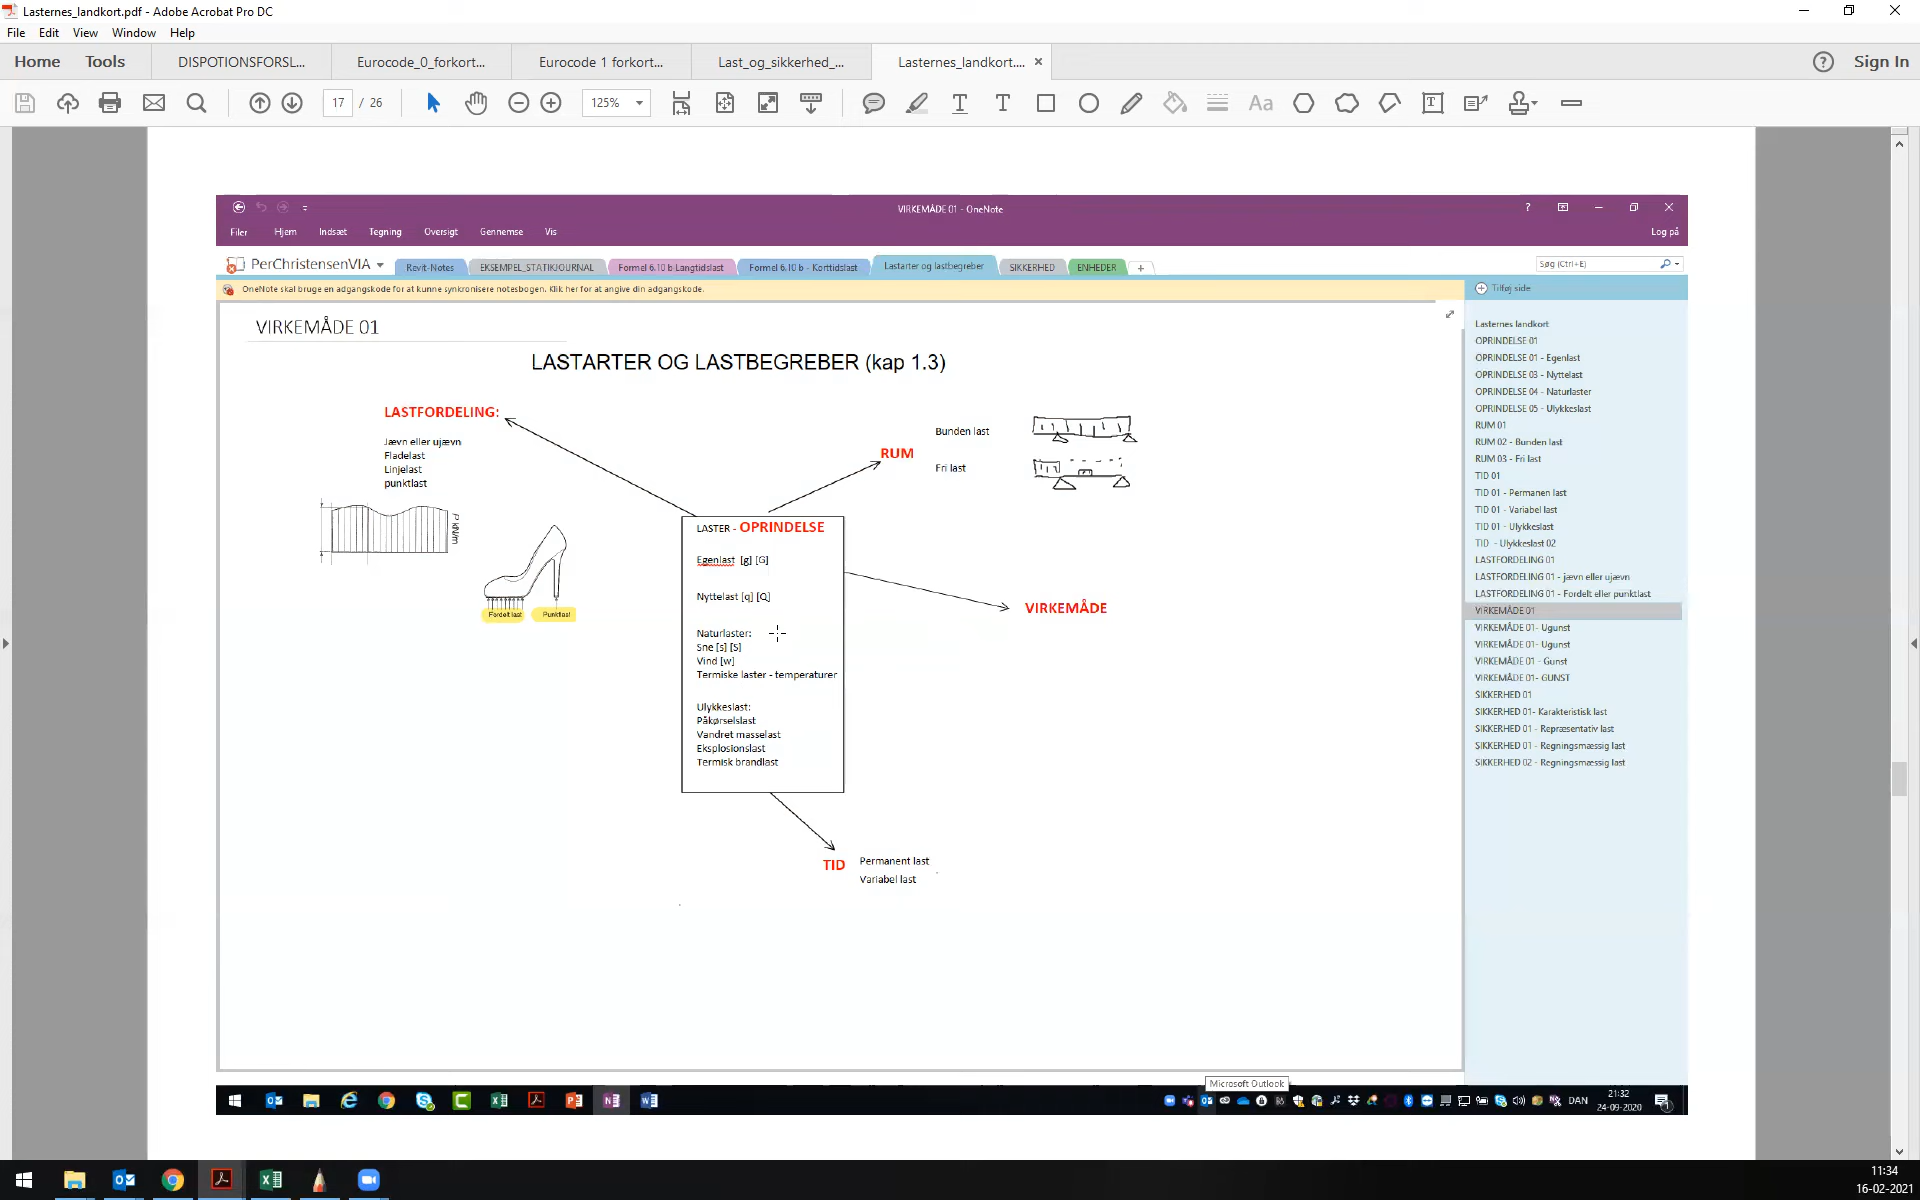 Lasternes_landkort.pdf - Adobe Acrobat Pro DC
File Edit View Window Help
Home Tools DISPOTIONSFORSL... Eurocode_0_forkort... Eurocode 1 forkort... Last_og_sikkerhed_... Lasternes_landkort.... Sign In
17 / 26 125%
VIRKEMÅDE 01 - OneNote
Filer Hjem Indsæt Tegning Oversigt Gennemse Vis Log på
PerChristensenVIA Revit-Notes EKSEMPEL_STATIKJOURNAL Formel 6.10 b-Langtidslast Formel 6.10 b - Korttidslast Lastarter og lastbegreber SIKKERHED ENHEDER Søg (Ctrl+E)
OneNote skal bruge en adgangskode for at kunne synkronisere notesbogen. Klik her for at angive din adgangskode.
VIRKEMÅDE 01
LASTARTER OG LASTBEGREBER (kap 1.3)
LASTFORDELING:
Jævn eller ujævn
Fladelast
Linjelast
punktlast
P kN/m
Fordelt last Punktlast
RUM
Bunden last
Fri last
LASTER - OPRINDELSE
Egenlast [g] [G]
Nyttelast [q] [Q]
Naturlaster:
Sne [s] [S]
Vind [w]
Termiske laster - temperaturer
Ulykkeslast:
Påkørselslast
Vandret masselast
Eksplosionslast
Termisk brandlast
VIRKEMÅDE
TID
Permanent last
Variabel last
Tilføj side
Lasternes landkort
OPRINDELSE 01
OPRINDELSE 01 - Egenlast
OPRINDELSE 03 - Nyttelast
OPRINDELSE 04 - Naturlaster
OPRINDELSE 05 - Ulykkeslast
RUM 01
RUM 02 - Bunden last
RUM 03 - Fri last
TID 01
TID 01 - Permanen last
TID 01 - Variabel last
TID 01 - Ulykkeslast
TID - Ulykkeslast 02
LASTFORDELING 01
LASTFORDELING 01 - jævn eller ujævn
LASTFORDELING 01 - Fordelt eller punktlast
VIRKEMÅDE 01
VIRKEMÅDE 01- Ugunst
VIRKEMÅDE 01- Ugunst
VIRKEMÅDE 01 - Gunst
VIRKEMÅDE 01- GUNST
SIKKERHED 01
SIKKERHED 01- Karakteristisk last
SIKKERHED 01 - Repræsentativ last
SIKKERHED 01 - Regningsmæssig last
SIKKERHED 02 - Regningsmæssig last
Microsoft Outlook
DAN
21:32
24-09-2020
11:34
16-02-2021